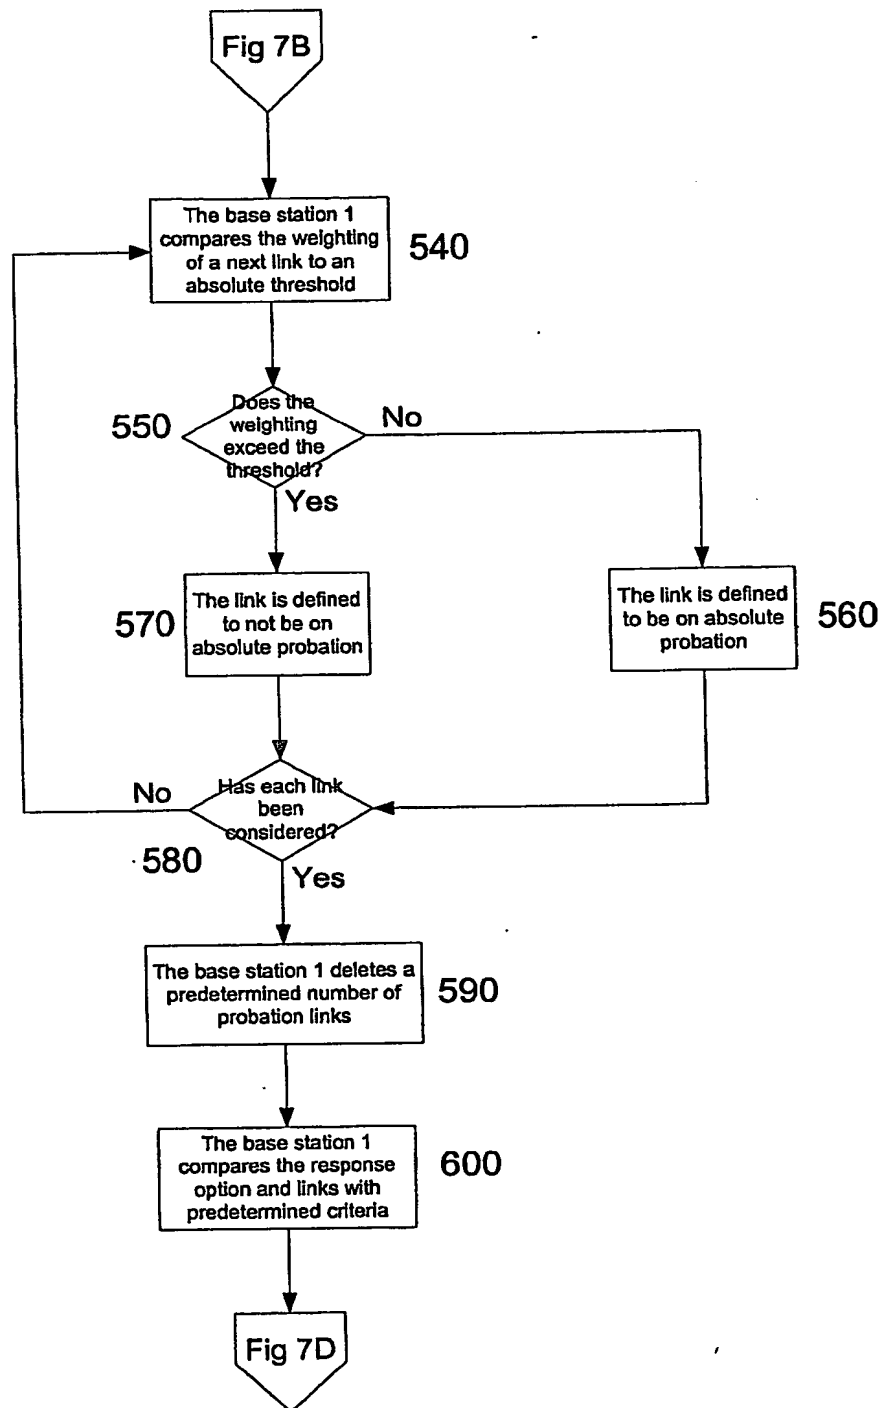 Fig 7B
The base station 1
compares the weighting
of a next link to an
absolute threshold
540
Does the
weighting
exceed the
threshold?
550
No
Yes
The link is defined
to not be on
absolute probation
570
The link is defined
to be on absolute
probation
560
Has each link
been
considered?
No
580
Yes
The base station 1 deletes a
predetermined number of
probation links
590
The base station 1
compares the response
option and links with
predetermined criteria
600
Fig 7D